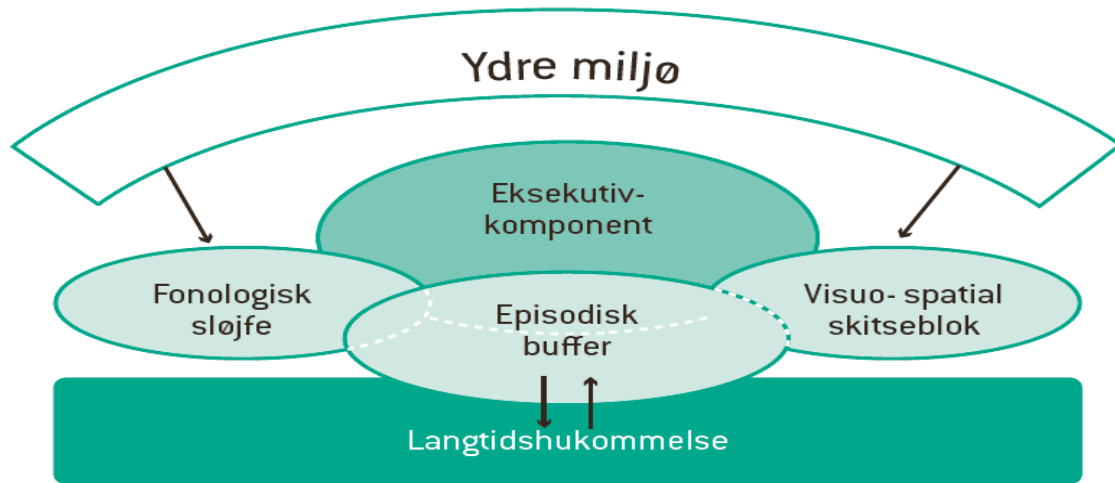 Ydre miljø
Eksekutiv-
komponent
Fonologisk
sløjfe
Episodisk
buffer
Visuo- spatial
skitseblok
Langtidshukommelse